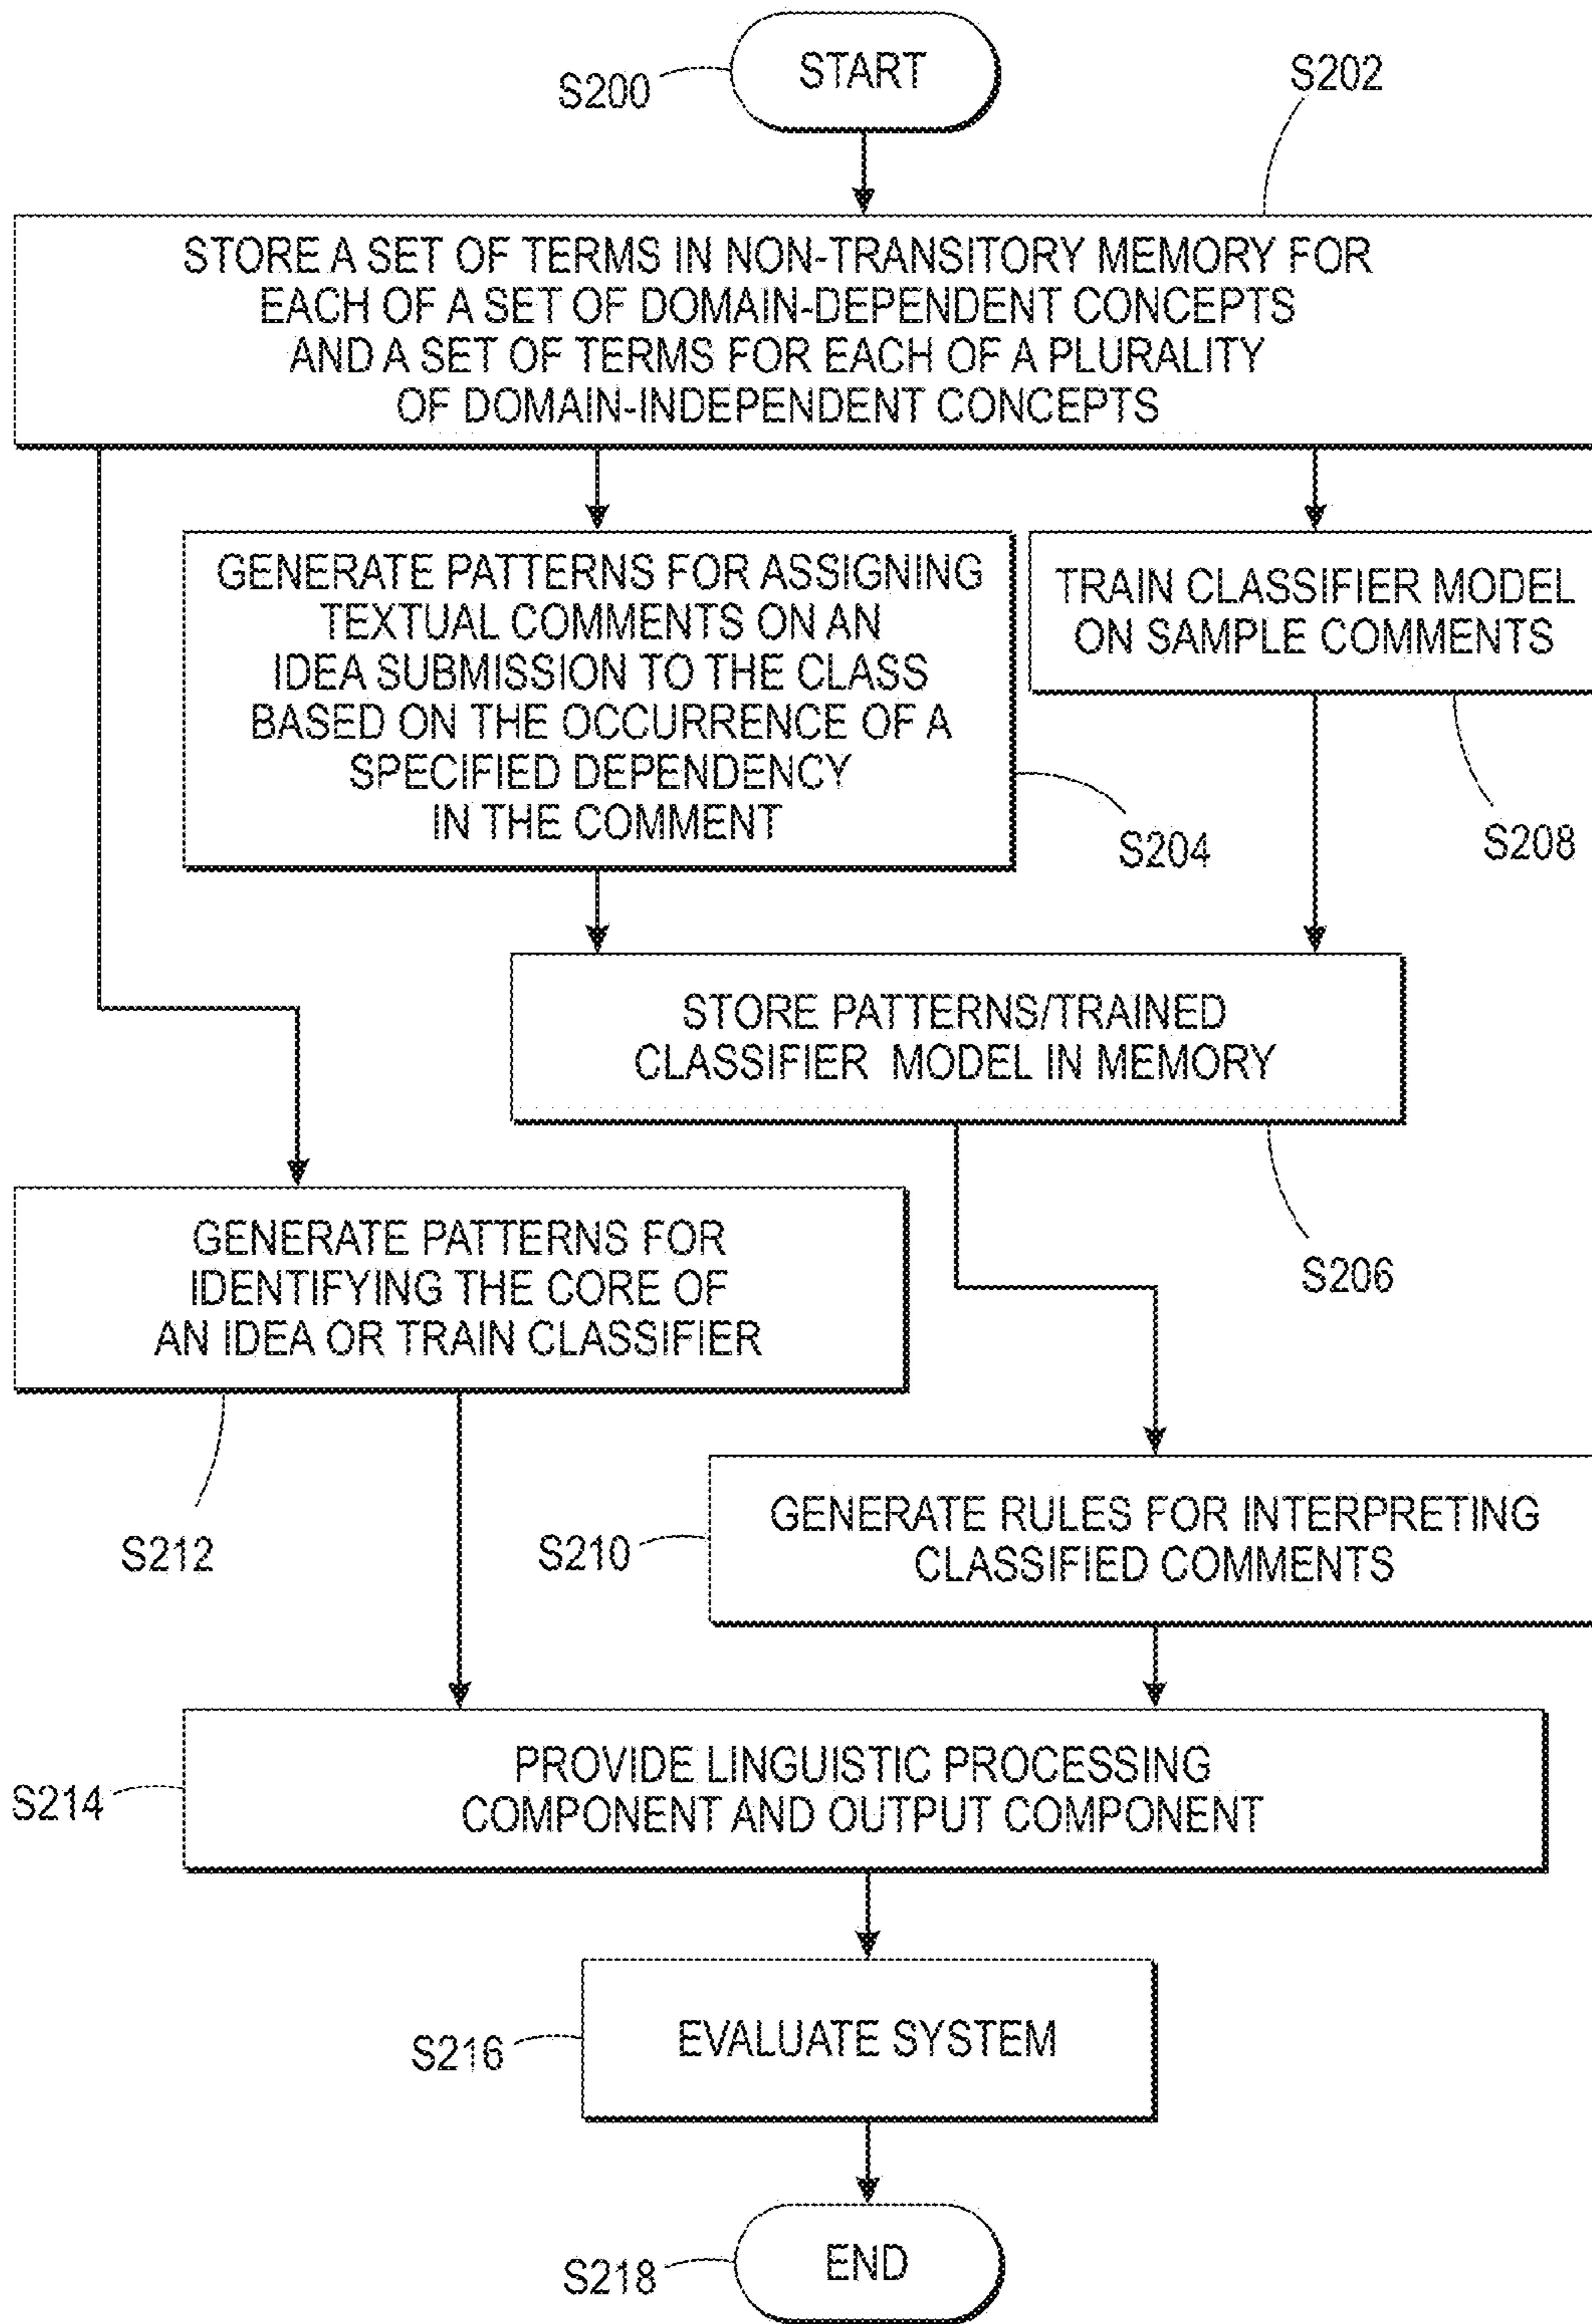 START
S200
S202
STORE A SET OF TERMS IN NON-TRANSITORY MEMORY FOR
EACH OF A SET OF DOMAIN-DEPENDENT CONCEPTS
AND A SET OF TERMS FOR EACH OF A PLURALITY
OF DOMAIN-INDEPENDENT CONCEPTS
GENERATE PATTERNS FOR ASSIGNING
TEXTUAL COMMENTS ON AN
IDEA SUBMISSION TO THE CLASS
BASED ON THE OCCURRENCE OF A
SPECIFIED DEPENDENCY
IN THE COMMENT
S204
TRAIN CLASSIFIER MODEL
ON SAMPLE COMMENTS
S208
STORE PATTERNS/TRAINED
CLASSIFIER MODEL IN MEMORY
S206
GENERATE PATTERNS FOR
IDENTIFYING THE CORE OF
AN IDEA OR TRAIN CLASSIFIER
S212
S210
GENERATE RULES FOR INTERPRETING
CLASSIFIED COMMENTS
S214
PROVIDE LINGUISTIC PROCESSING
COMPONENT AND OUTPUT COMPONENT
S216
EVALUATE SYSTEM
S218
END